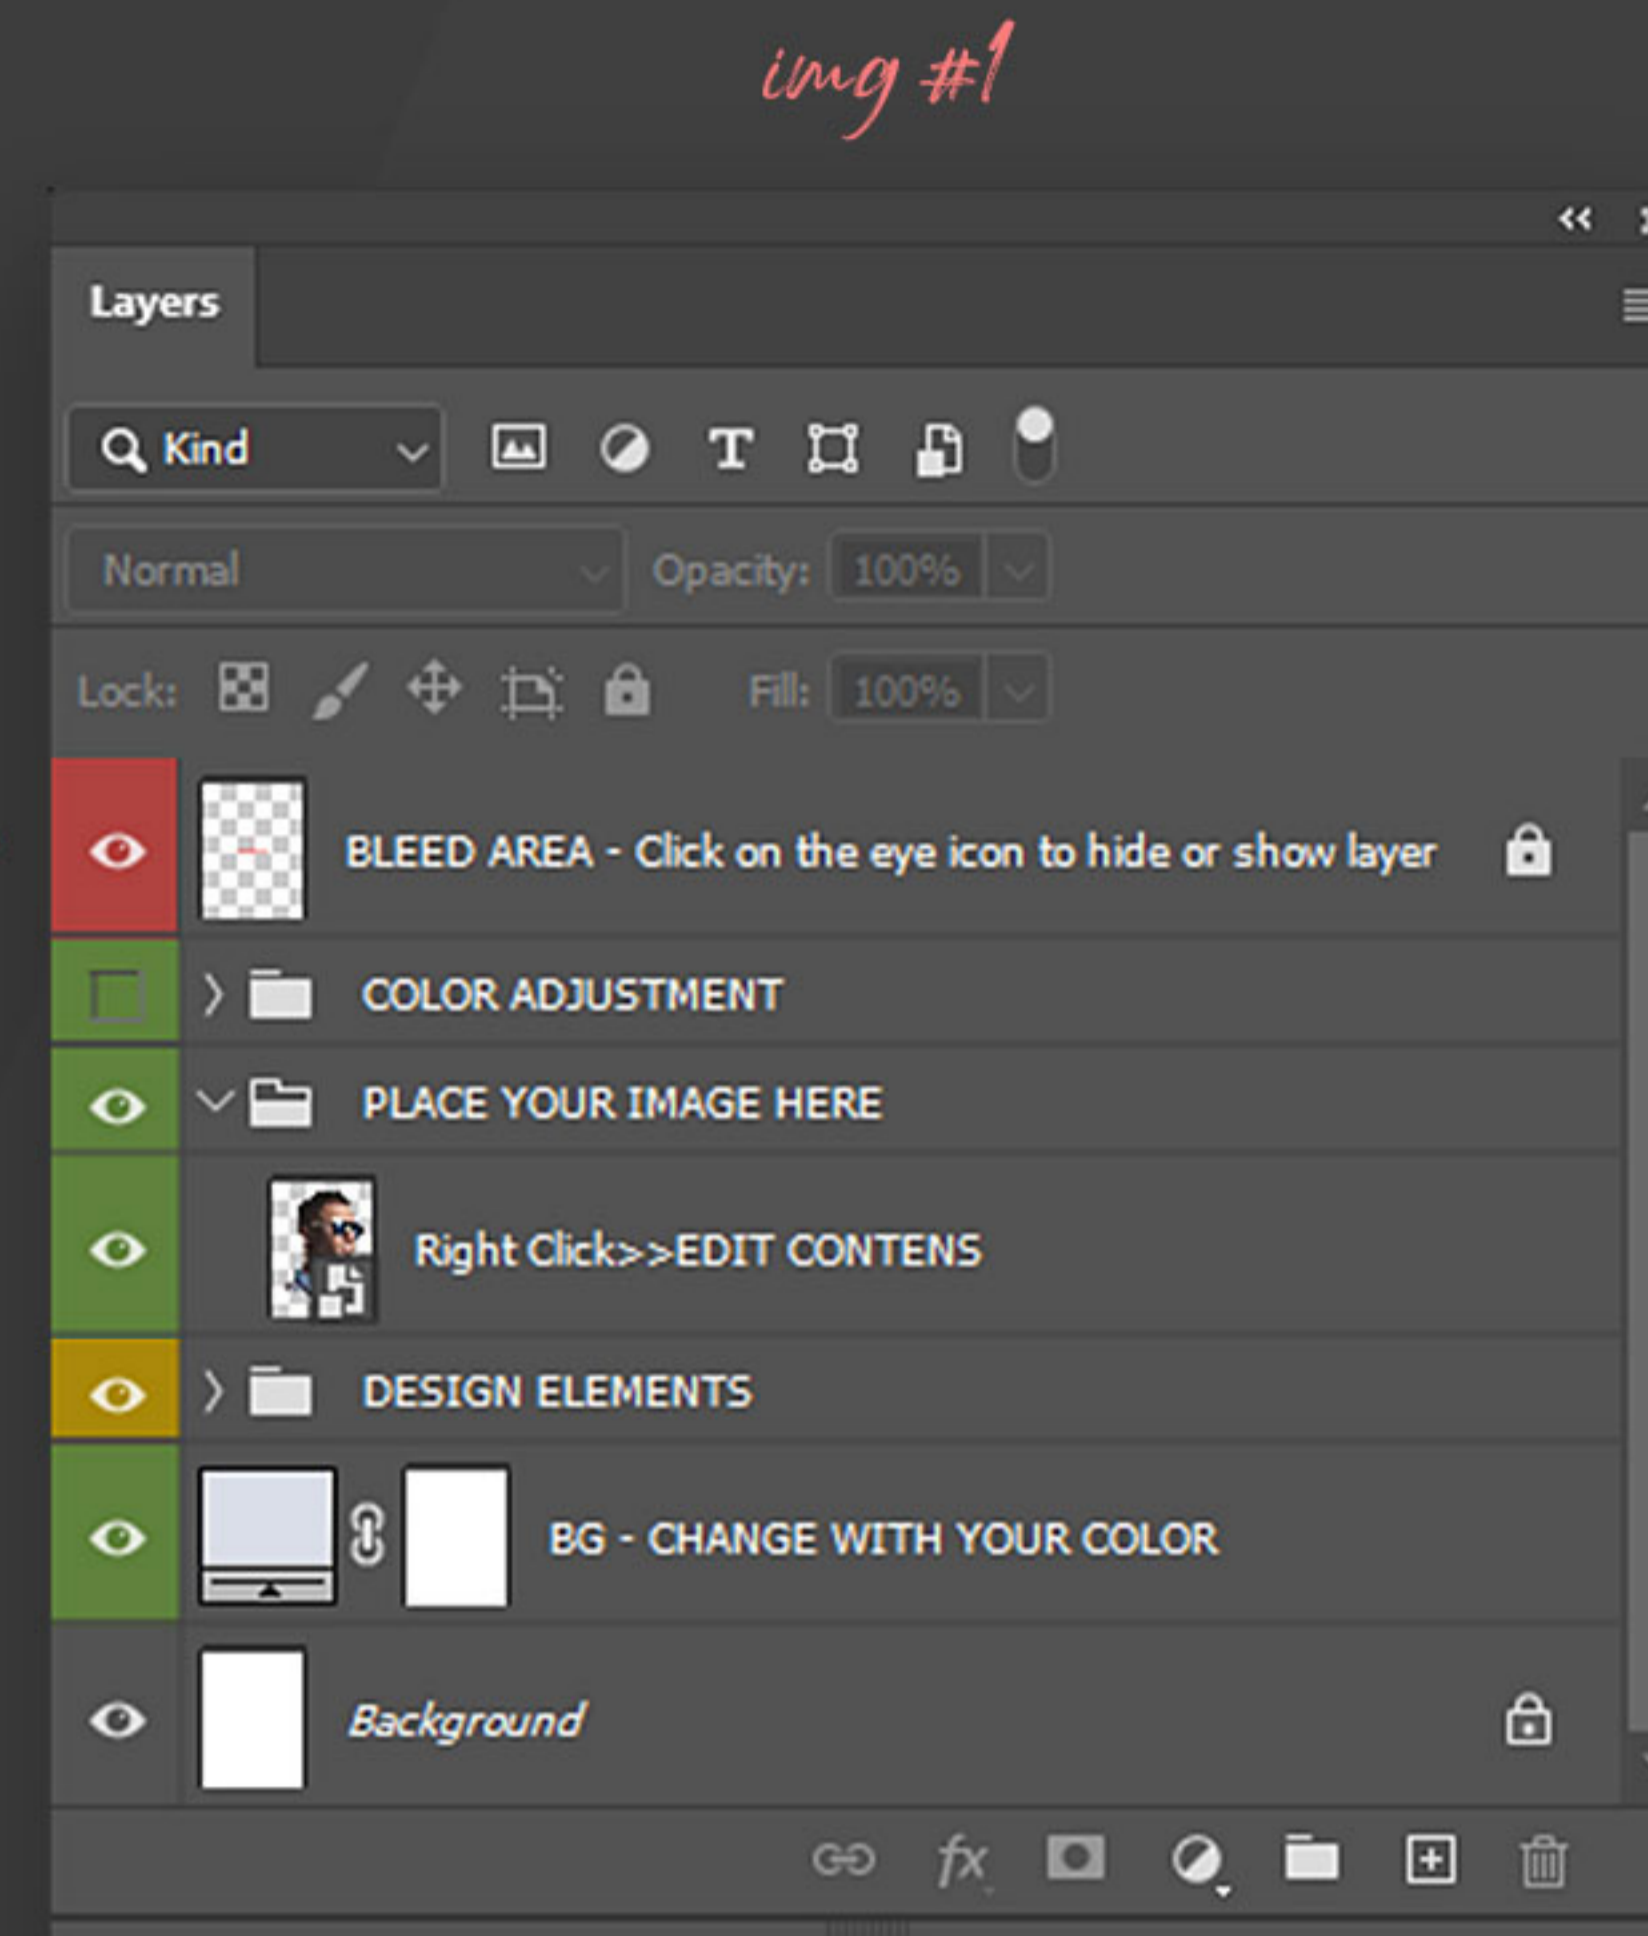 img #1
Layers
Kind
Normal
Opacity: 100%
Lock:
Fill: 100%
BLEED AREA - Click on the eye icon to hide or show layer
COLOR ADJUSTMENT
PLACE YOUR IMAGE HERE
Right Click>>EDIT CONTENS
DESIGN ELEMENTS
BG - CHANGE WITH YOUR COLOR
Background
fx